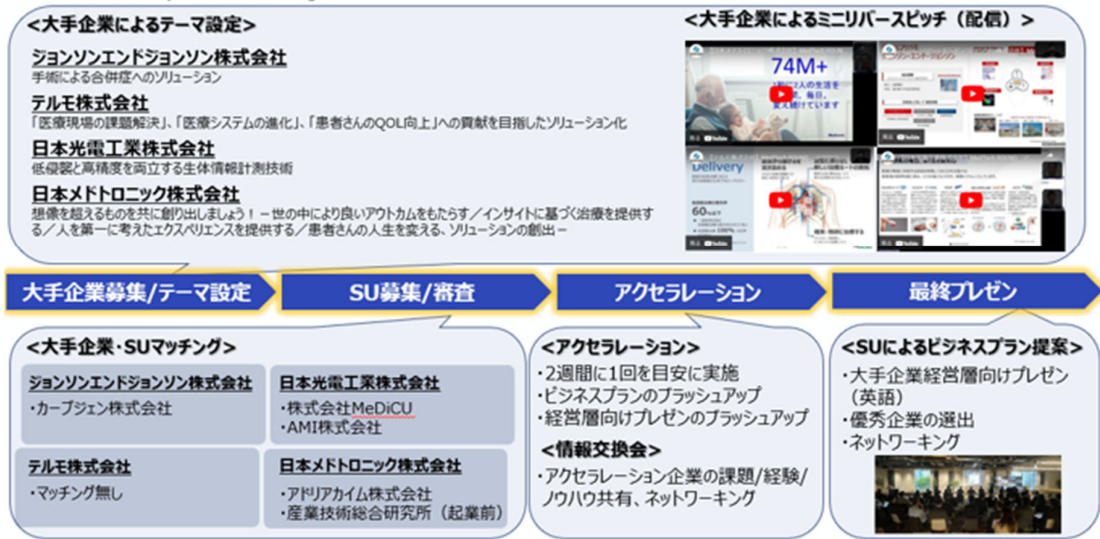 <大手企業によるテーマ設定>
ジョンソンエンドジョンソン株式会社
手術による合併症へのソリューション
テルモ株式会社
「医療現場の課題解決」、「医療システムの進化」、「患者さんのQOL向上」への貢献を目指したソリューション化
日本光電工業株式会社
低侵襲と高精度を両立する生体情報計測技術
日本メドトロニック株式会社
想像を超えるものを共に創り出しましょう！－世の中により良いアウトカムをもたらす／インサイトに基づく治療を提供す
る／人を第一に考えたエクスペリエンスを提供する／患者さんの人生を変える、ソリューションの創出－
<大手企業によるミニリバースピッチ（配信）>
74M+
変え続けています
Delivery
60%
100%
大手企業募集/テーマ設定
SU募集/審査
アクセラレーション
最終プレゼン
<大手企業・SUマッチング>
ジョンソンエンドジョンソン株式会社
・カーブジェン株式会社
日本光電工業株式会社
・株式会社MeDiCU
・AMI株式会社
テルモ株式会社
・マッチング無し
日本メドトロニック株式会社
・アドリアカイム株式会社
・産業技術総合研究所（起業前）
<アクセラレーション>
・2週間に1回を目安に実施
・ビジネスプランのブラッシュアップ
・経営層向けプレゼンのブラッシュアップ
<情報交換会>
・アクセラレーション企業の課題/経験/
ノウハウ共有、ネットワーキング
<SUによるビジネスプラン提案>
・大手企業経営層向けプレゼン
（英語）
・優秀企業の選出
・ネットワーキング